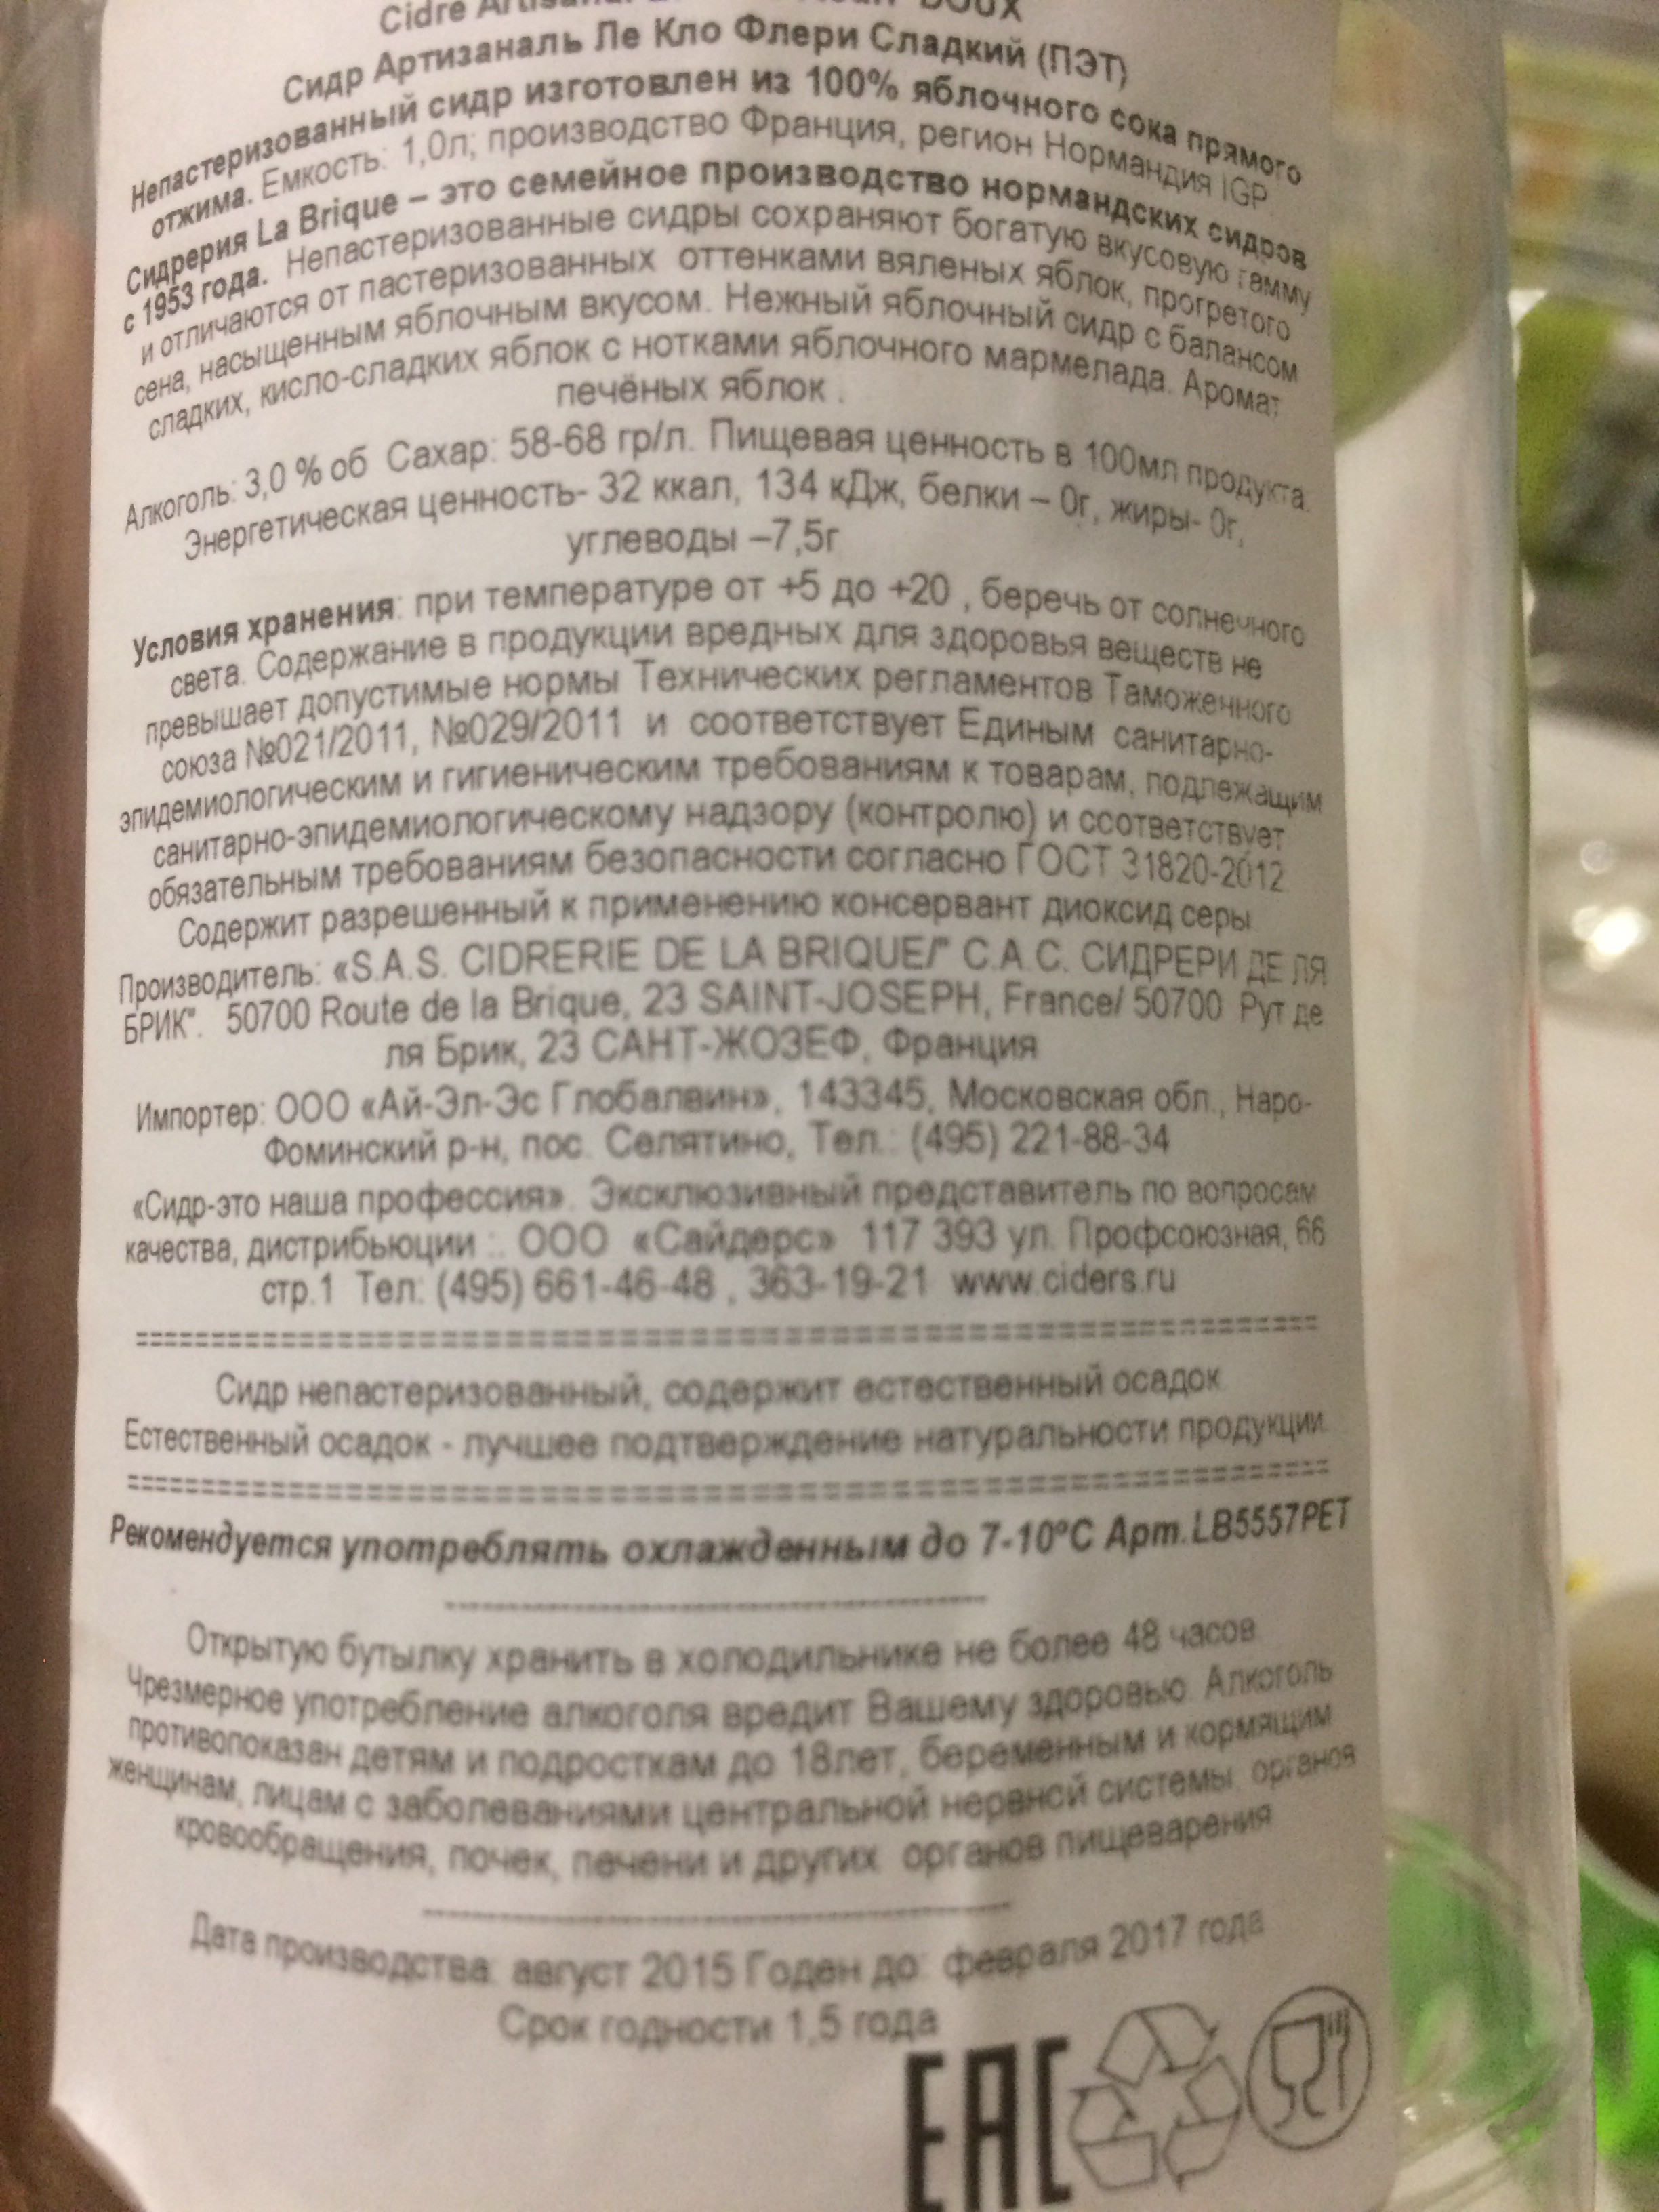 Cidre
Сидр Артизаналь Ле Кло Флери Сладкий (ПЭТ)
Непастеризованный сидр изготовлен из 100% яблочного сока прямого
отжима. Емкость: 1,0л; производство Франция, регион Нормандия IGP
Сидрерия La Brique – это семейное производство нормандских сидров
с 1953 года. Непастеризованные сидры сохраняют богатую вкусовую гамму
и отличаются от пастеризованных оттенками вяленых яблок, прогретого
сена, насыщенным яблочным вкусом. Нежный яблочный сидр с балансом
сладких, кисло-сладких яблок с нотками яблочного мармелада. Аромат
печёных яблок .
Алкоголь: 3,0 % об Сахар: 58-68 гр/л. Пищевая ценность в 100мл продукта.
Энергетическая ценность- 32 ккал, 134 кДж, белки – 0г, жиры- 0г,
углеводы –7,5г
Условия хранения: при температуре от +5 до +20 , беречь от солнечного
света. Содержание в продукции вредных для здоровья веществ не
превышает допустимые нормы Технических регламентов Таможенного
союза №021/2011, №029/2011 и соответствует Единым санитарно-
эпидемиологическим и гигиеническим требованиям к товарам, подлежащим
санитарно-эпидемиологическому надзору (контролю) и соответствует
обязательным требованиям безопасности согласно ГОСТ 31820-2012
Содержит разрешенный к применению консервант диоксид серы.
Производитель: «S.A.S. CIDRERIE DE LA BRIQUE/" С.А.С. СИДРЕРИ ДЕ ЛЯ
БРИК". 50700 Route de la Brique, 23 SAINT-JOSEPH, France/ 50700 Рут де
ля Брик, 23 САНТ-ЖОЗЕФ, Франция
Импортер: ООО «Ай-Эл-Эс Глобалвин», 143345, Московская обл., Наро-
Фоминский р-н, пос. Селятино, Тел.: (495) 221-88-34
«Сидр-это наша профессия». Эксклюзивный представитель по вопросам
качества, дистрибьюции :. ООО «Сайдерс» 117 393 ул. Профсоюзная, 66
стр.1 Тел: (495) 661-46-48 , 363-19-21 www.ciders.ru
Сидр непастеризованный, содержит естественный осадок
Естественный осадок - лучшее подтверждение натуральности продукции.
Рекомендуется употреблять охлажденным до 7-10°С Арт.LB5557PET
Открытую бутылку хранить в холодильнике не более 48 часов
Чрезмерное употребление алкоголя вредит Вашему здоровью. Алкоголь
противопоказан детям и подросткам до 18лет, беременным и кормящим
женщинам, лицам с заболеваниями центральной нервной системы, органов
кровообращения, почек, печени и других органов пищеварения
Дата производства: август 2015 Годен до: февраля 2017 года
Срок годности 1,5 года
EAC